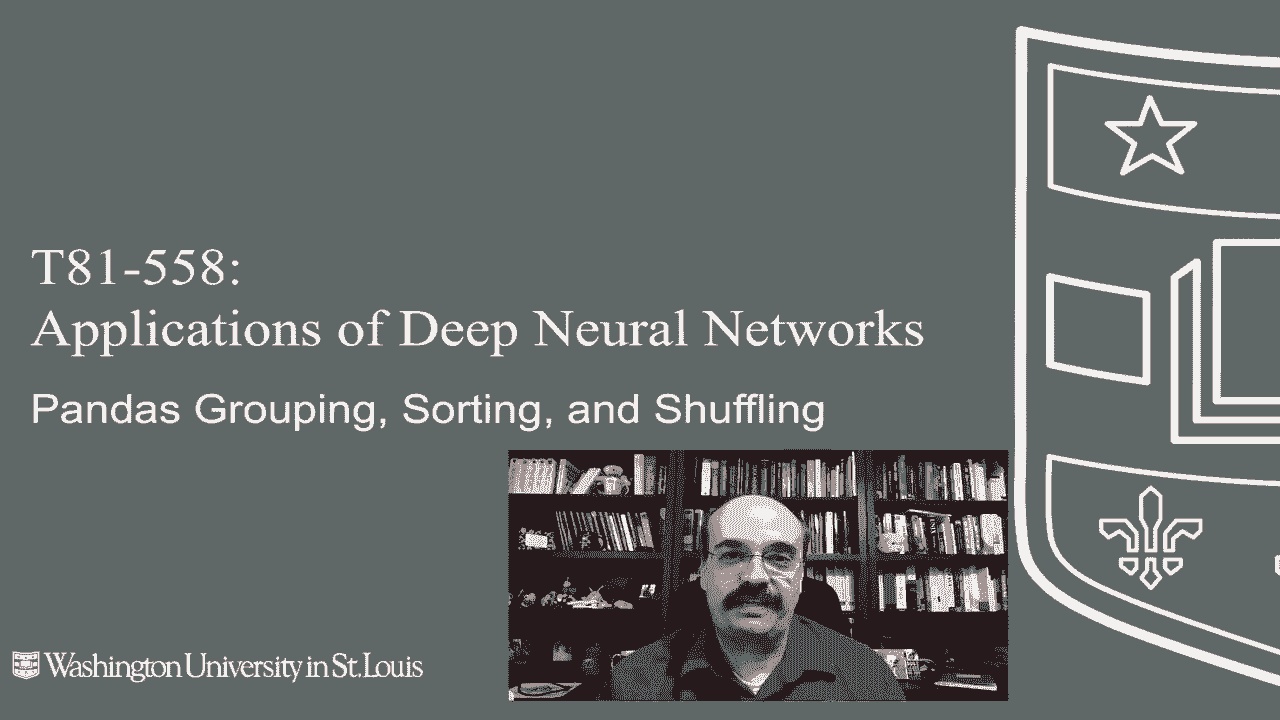 T81-558:
Applications of Deep Neural Networks
Pandas Grouping, Sorting, and Shuffling
Washington University in St. Louis